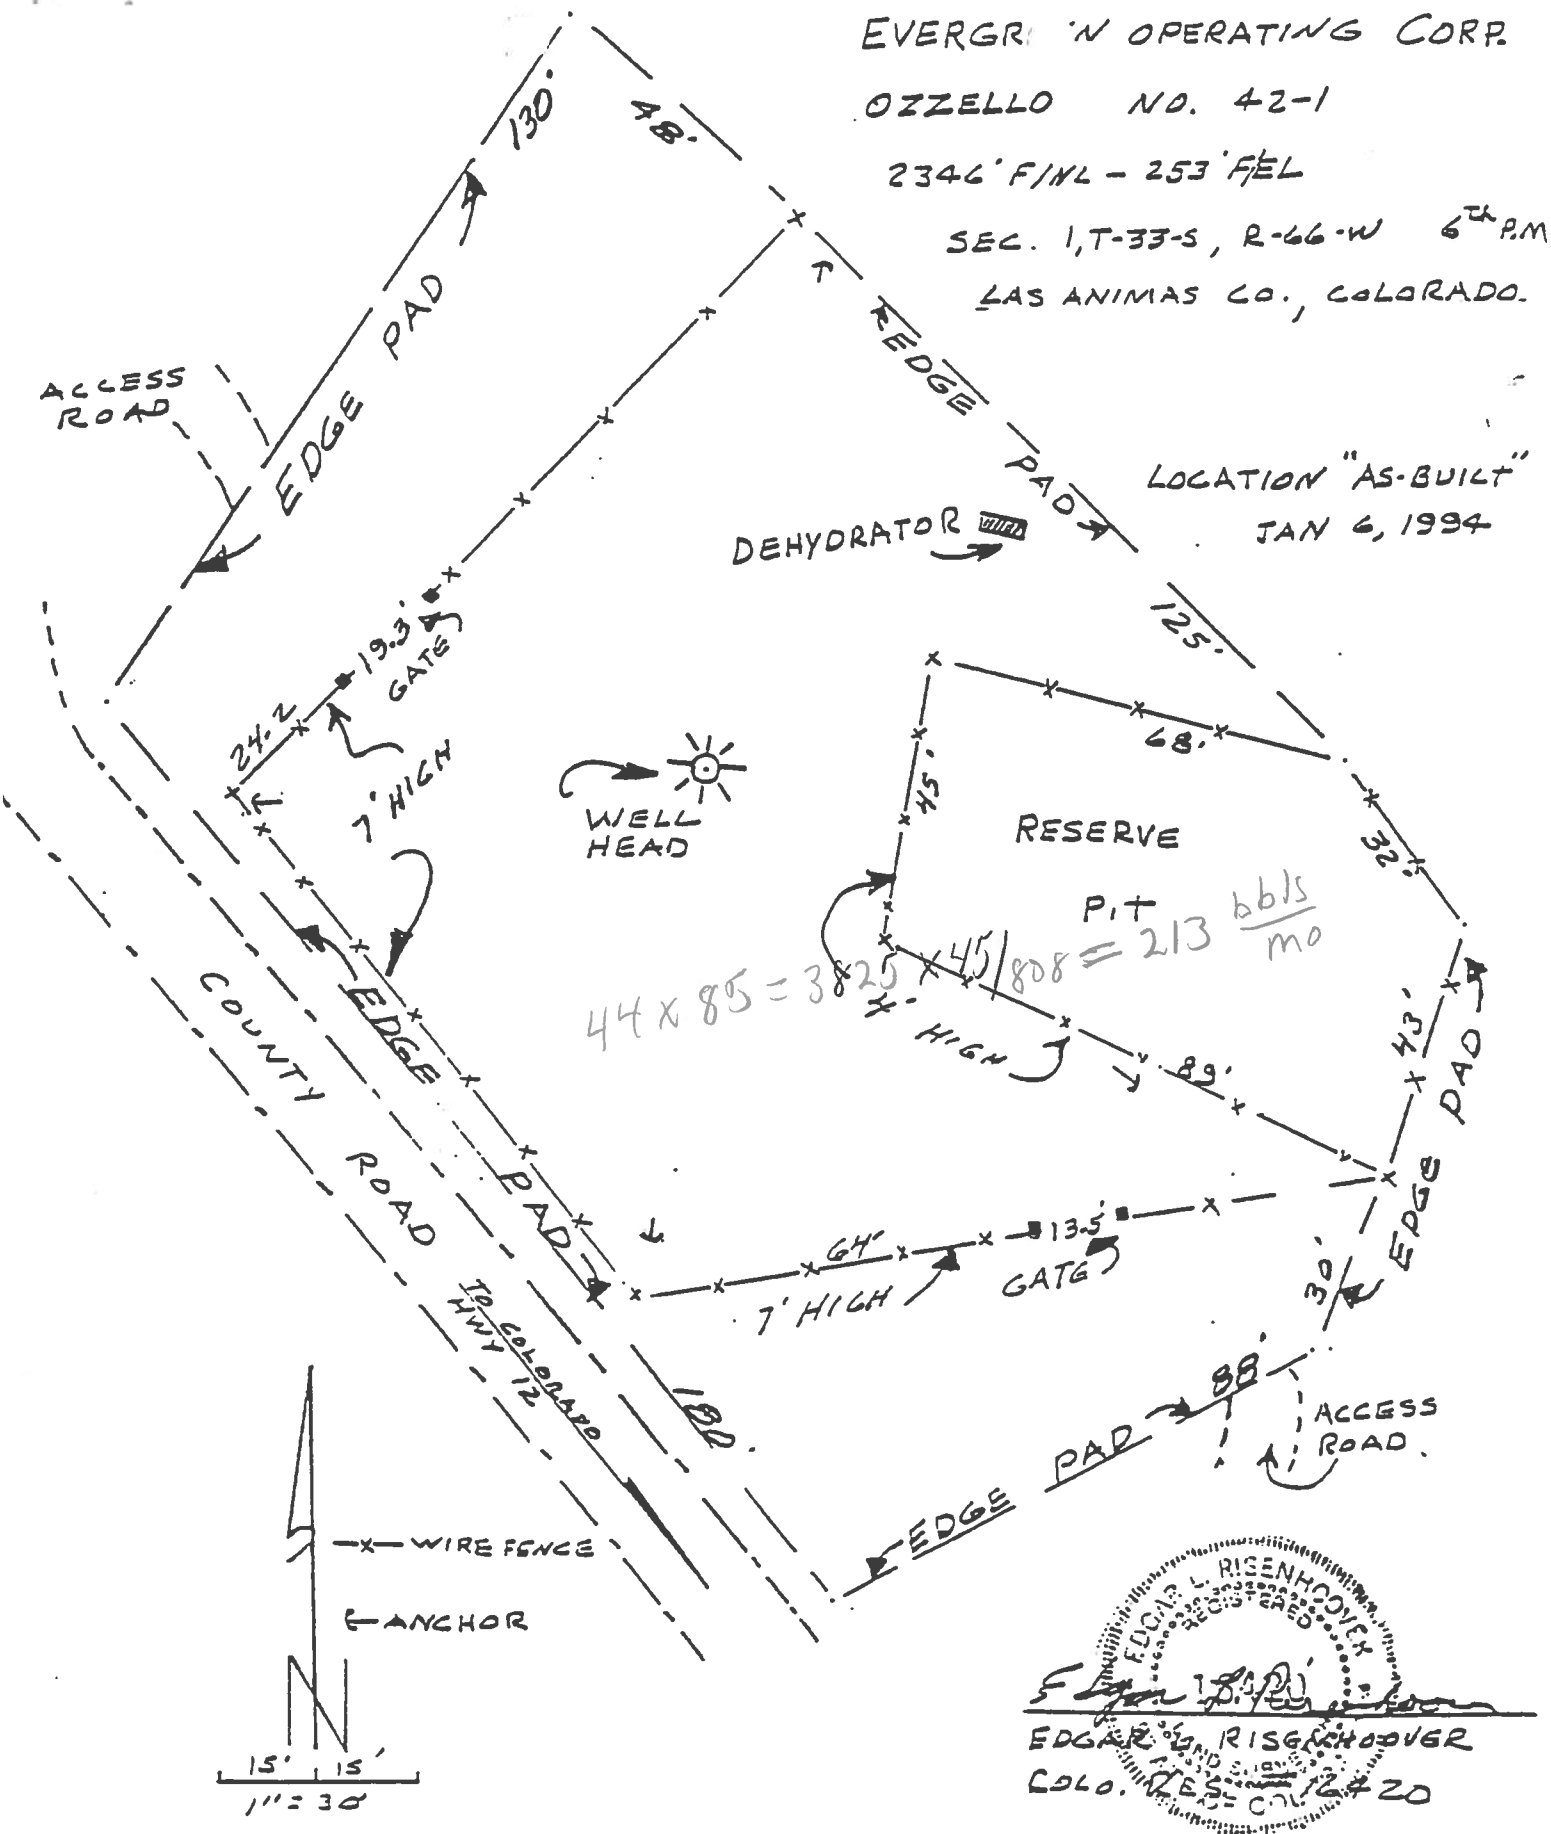 EVERGR 'N OPERATING CORP.
OZZELLO NO. 42-1
2346' F/NL - 253' F/EL
SEC. 1, T-33-S, R-66-W 6th P.M
LAS ANIMAS CO., COLORADO.
LOCATION "AS-BUILT"
JAN 6, 1994
130'
48'
EDGE PAD
ACCESS
ROAD
EDGE
PAD
DEHYDRATOR
125'
19.3'
GATE
24.2
7' HIGH
WELL
HEAD
68'
45'
RESERVE
PIT
32'
44 x 85 = 3825 x 45/808 = 213 bbls/mo
4' HIGH
89'
43'
EDGE PAD
30'
EDGE
PAD
COUNTY
ROAD
TO COLORADO
HWY 12
180'
64'
13.5'
GATE
7' HIGH
88'
ACCESS
ROAD
EDGE PAD
-x- WIRE FENCE
ANCHOR
N
15' 15'
1" = 30'
EDGAR L. RISENHOOVER
REGISTERED
EDGAR L. RISENHOOVER
COLO.